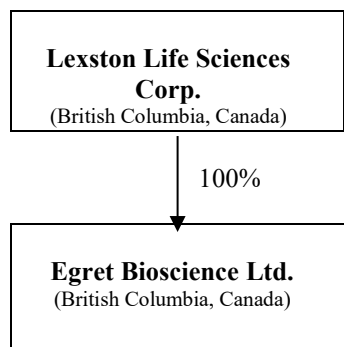 Lexston Life Sciences
Corp.
(British Columbia, Canada)
100%
Egret Bioscience Ltd.
(British Columbia, Canada)